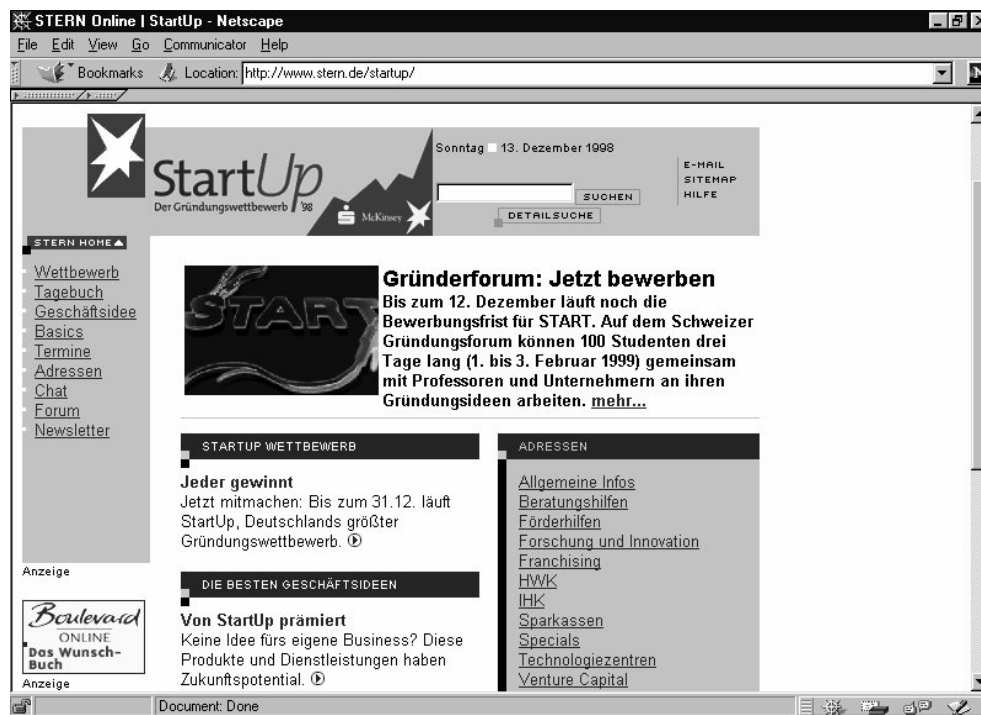 STERN Online | StartUp - Netscape
File Edit View Go Communicator Help
Bookmarks Location: http://www.stern.de/startup/
N
StartUp
Der Gründungswettbewerb '98
McKinsey
Sonntag 13. Dezember 1998
SUCHEN
DETAILSUCHE
E-MAIL
SITEMAP
HILFE
STERN HOME
Wettbewerb
Tagebuch
Geschäftsidee
Basics
Termine
Adressen
Chat
Forum
Newsletter
Anzeige
Boulevard
ONLINE
Das Wunsch-
Buch
Anzeige
START
Gründerforum: Jetzt bewerben
Bis zum 12. Dezember läuft noch die
Bewerbungsfrist für START. Auf dem Schweizer
Gründungsforum können 100 Studenten drei
Tage lang (1. bis 3. Februar 1999) gemeinsam
mit Professoren und Unternehmern an ihren
Gründungsideen arbeiten. mehr...
STARTUP WETTBEWERB
Jeder gewinnt
Jetzt mitmachen: Bis zum 31.12. läuft
StartUp, Deutschlands größter
Gründungswettbewerb.
DIE BESTEN GESCHÄFTSIDEEN
Von StartUp prämiert
Keine Idee fürs eigene Business? Diese
Produkte und Dienstleistungen haben
Zukunftspotential.
ADRESSEN
Allgemeine Infos
Beratungshilfen
Förderhilfen
Forschung und Innovation
Franchising
HWK
IHK
Sparkassen
Specials
Technologiezentren
Venture Capital
Document: Done